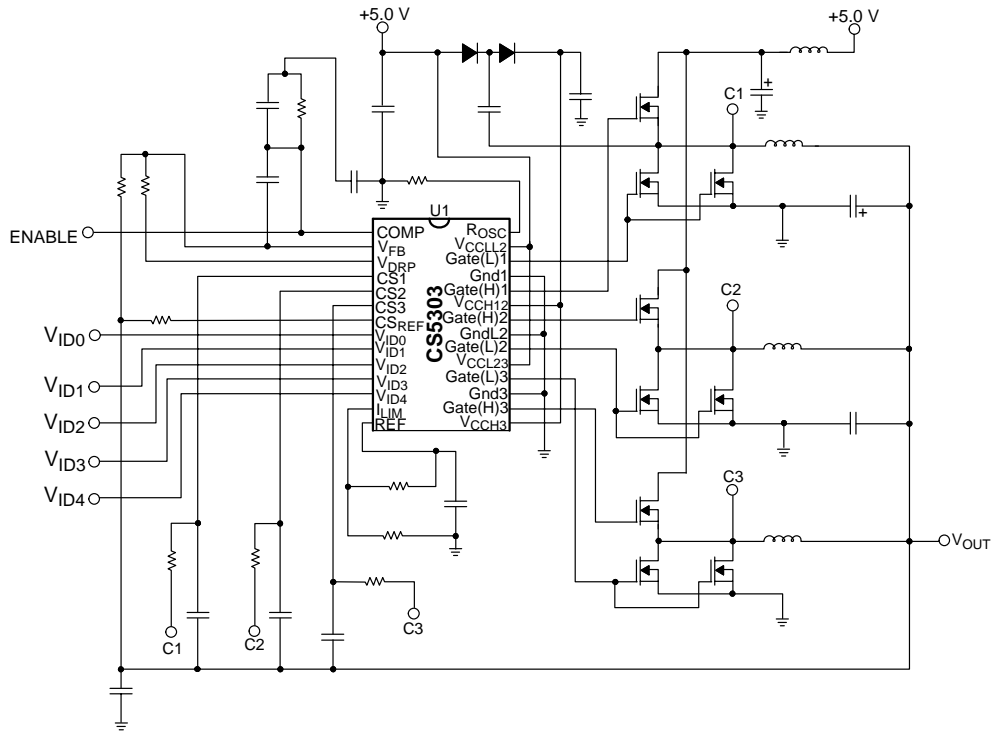 +5.0 V
+5.0 V
C1
U1
ENABLE
COMP
VFB
VDRP
CS1
CS2
CS3
CSREF
VID0
VID1
VID2
VID3
VID4
ILIM
REF
CS5303
ROSC
VCCLL2
Gate(L)1
Gnd1
Gate(H)1
VCCH12
Gate(H)2
GndL2
Gate(L)2
VCCL23
Gate(L)3
Gnd3
Gate(H)3
VCCH3
C2
VID0
VID1
VID2
VID3
VID4
C3
VOUT
C1
C2
C3
+
+